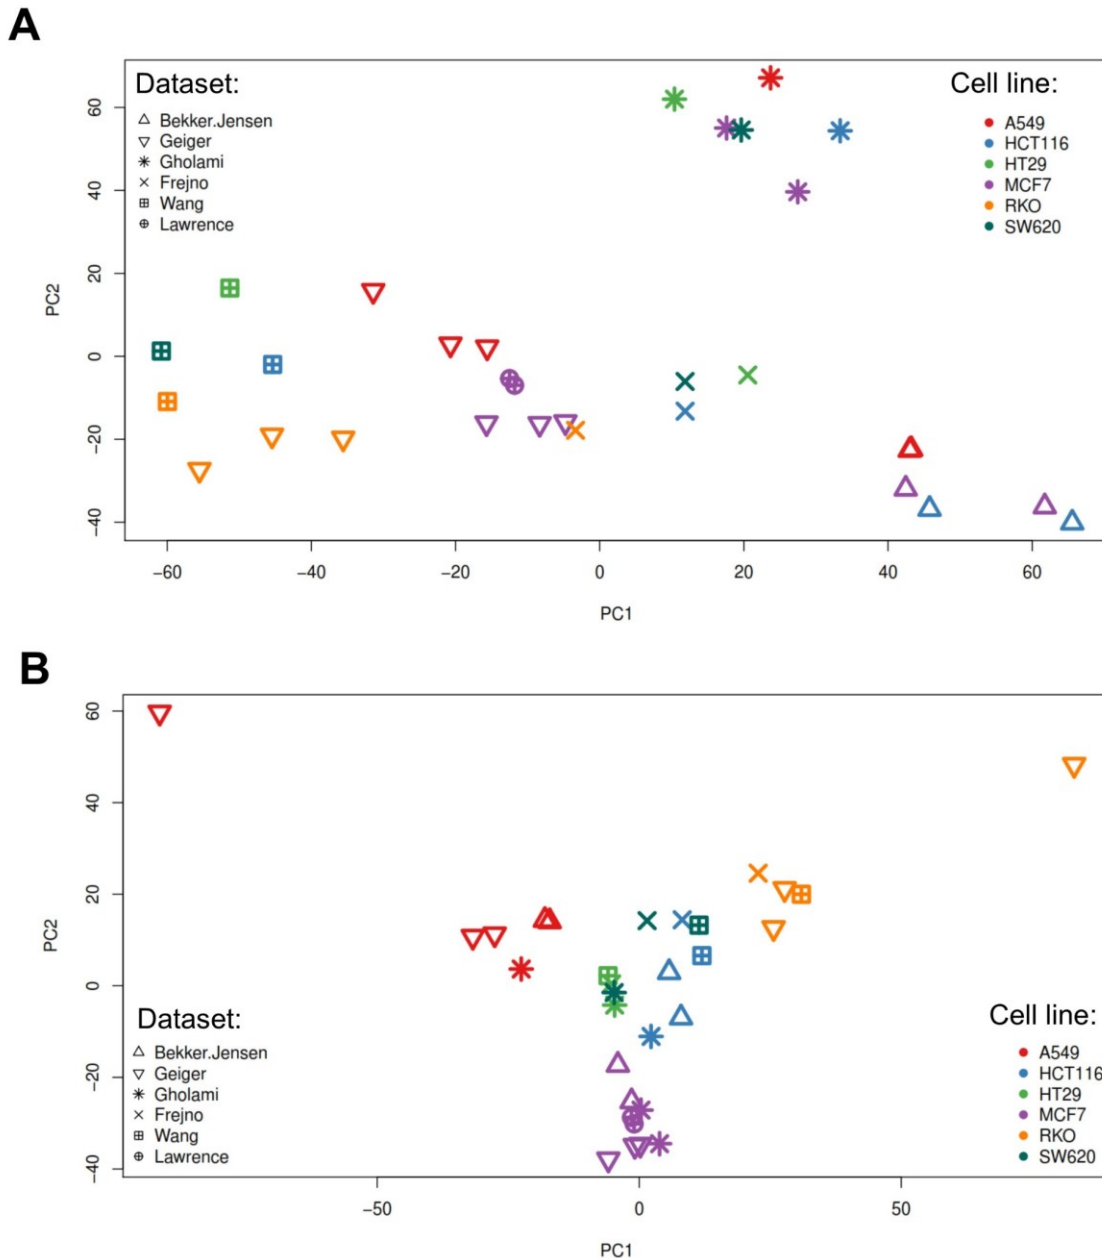 A
Dataset:
Bekker.Jensen
Geiger
Gholami
Frejno
Wang
Lawrence
Cell line:
A549
HCT116
HT29
MCF7
RKO
SW620
PC2
60
40
20
0
−20
−40
−60 −40 −20 0 20 40 60
PC1
B
PC2
60
40
20
0
−20
−40
Dataset:
Bekker.Jensen
Geiger
Gholami
Frejno
Wang
Lawrence
Cell line:
A549
HCT116
HT29
MCF7
RKO
SW620
−50 0 50
PC1